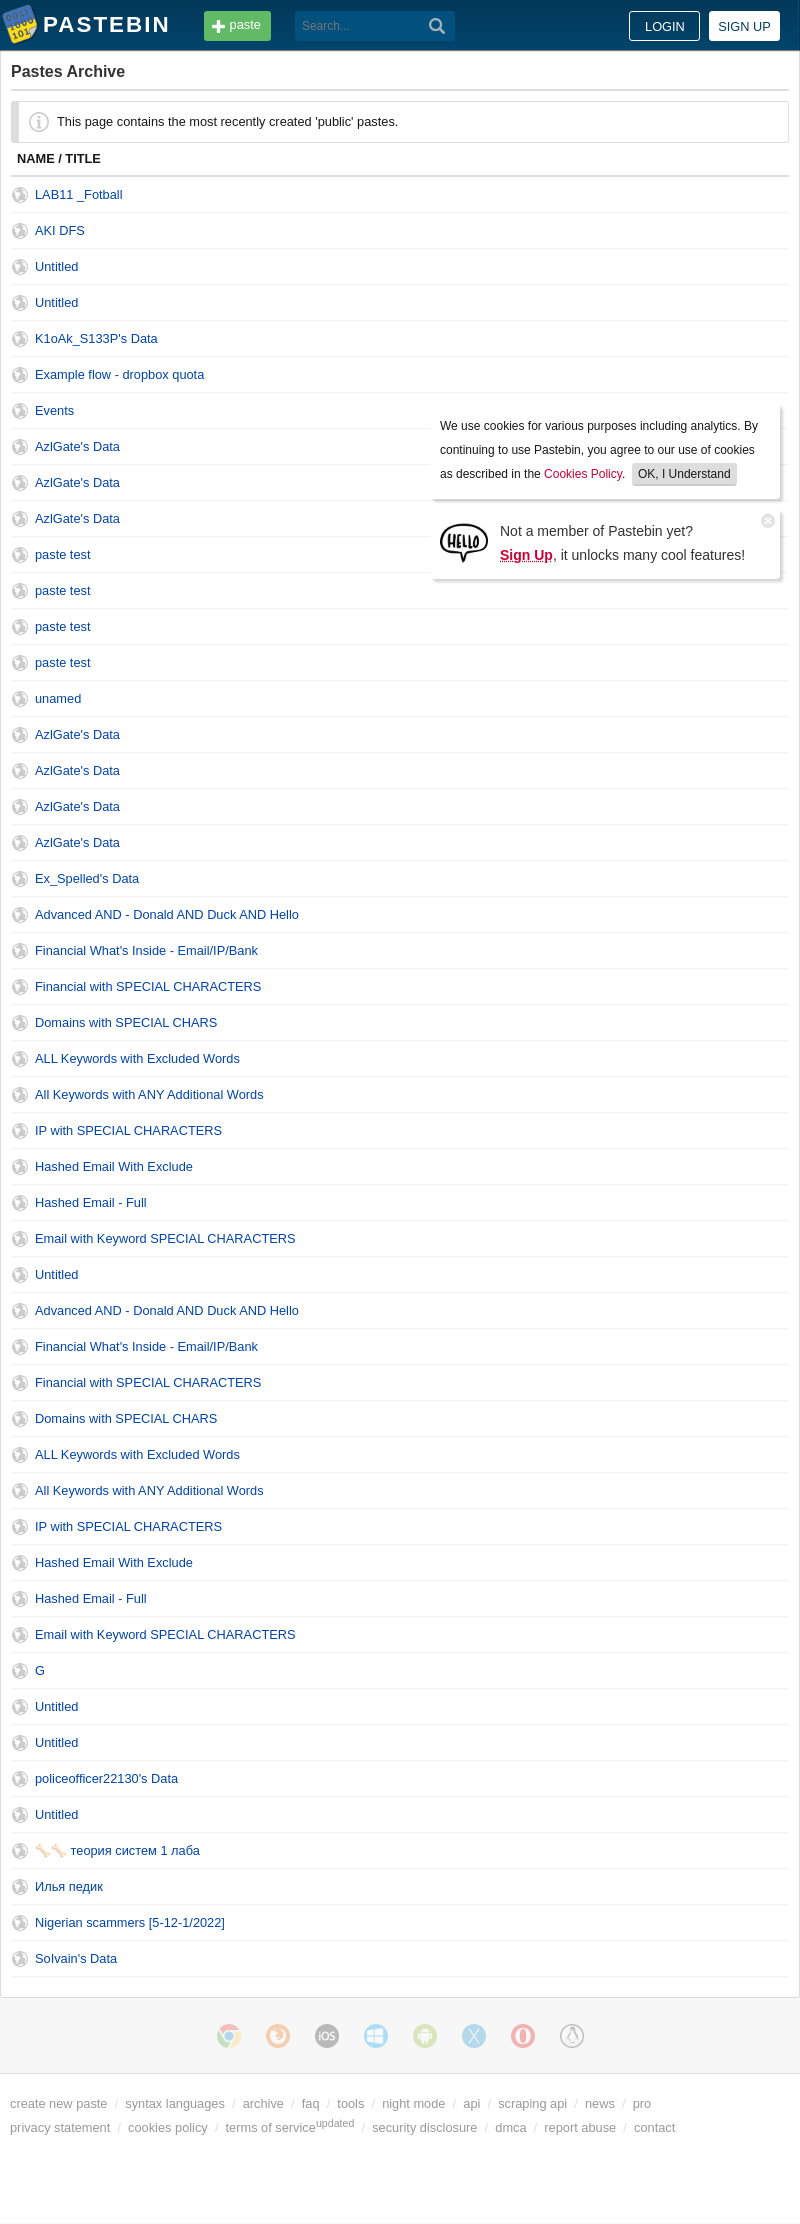 PASTEBIN
paste
Search...
LOGIN
SIGN UP
Pastes Archive
This page contains the most recently created 'public' pastes.
NAME / TITLE
LAB11 _Fotball
AKI DFS
Untitled
Untitled
K1oAk_S133P's Data
Example flow - dropbox quota
Events
AzlGate's Data
AzlGate's Data
AzlGate's Data
paste test
paste test
paste test
paste test
unamed
AzlGate's Data
AzlGate's Data
AzlGate's Data
AzlGate's Data
Ex_Spelled's Data
Advanced AND - Donald AND Duck AND Hello
Financial What's Inside - Email/IP/Bank
Financial with SPECIAL CHARACTERS
Domains with SPECIAL CHARS
ALL Keywords with Excluded Words
All Keywords with ANY Additional Words
IP with SPECIAL CHARACTERS
Hashed Email With Exclude
Hashed Email - Full
Email with Keyword SPECIAL CHARACTERS
Untitled
Advanced AND - Donald AND Duck AND Hello
Financial What's Inside - Email/IP/Bank
Financial with SPECIAL CHARACTERS
Domains with SPECIAL CHARS
ALL Keywords with Excluded Words
All Keywords with ANY Additional Words
IP with SPECIAL CHARACTERS
Hashed Email With Exclude
Hashed Email - Full
Email with Keyword SPECIAL CHARACTERS
G
Untitled
Untitled
policeofficer22130's Data
Untitled
🦴🦴 теория систем 1 лаба
Илья педик
Nigerian scammers [5-12-1/2022]
Solvain's Data
We use cookies for various purposes including analytics. By
continuing to use Pastebin, you agree to our use of cookies
as described in the Cookies Policy. OK, I Understand
HELLO
Not a member of Pastebin yet?
Sign Up, it unlocks many cool features!
iOS
create new paste / syntax languages / archive / faq / tools / night mode / api / scraping api / news / pro
privacy statement / cookies policy / terms of service updated / security disclosure / dmca / report abuse / contact